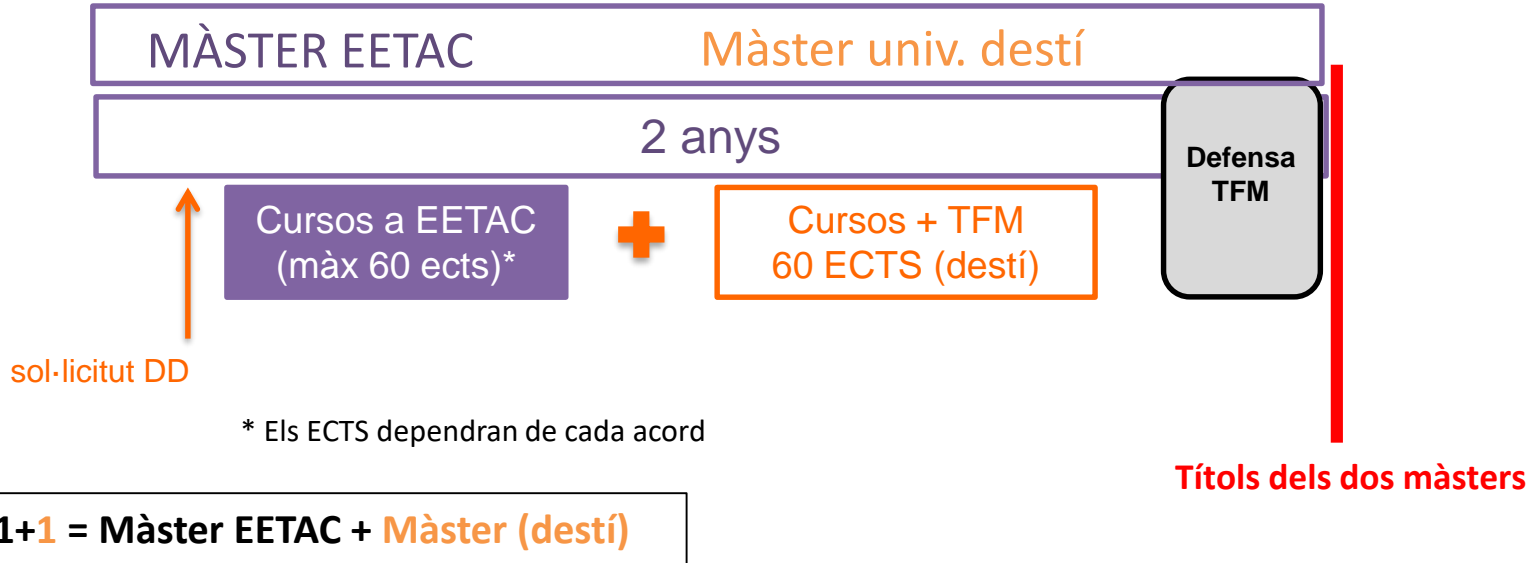 MÀSTER EETAC Màster univ. destí
2 anys
Defensa
TFM
Cursos a EETAC
(màx 60 ects)*
Cursos + TFM
60 ECTS (destí)
sol·licitut DD
* Els ECTS dependran de cada acord
Títols dels dos màsters
1+1 = Màster EETAC + Màster (destí)